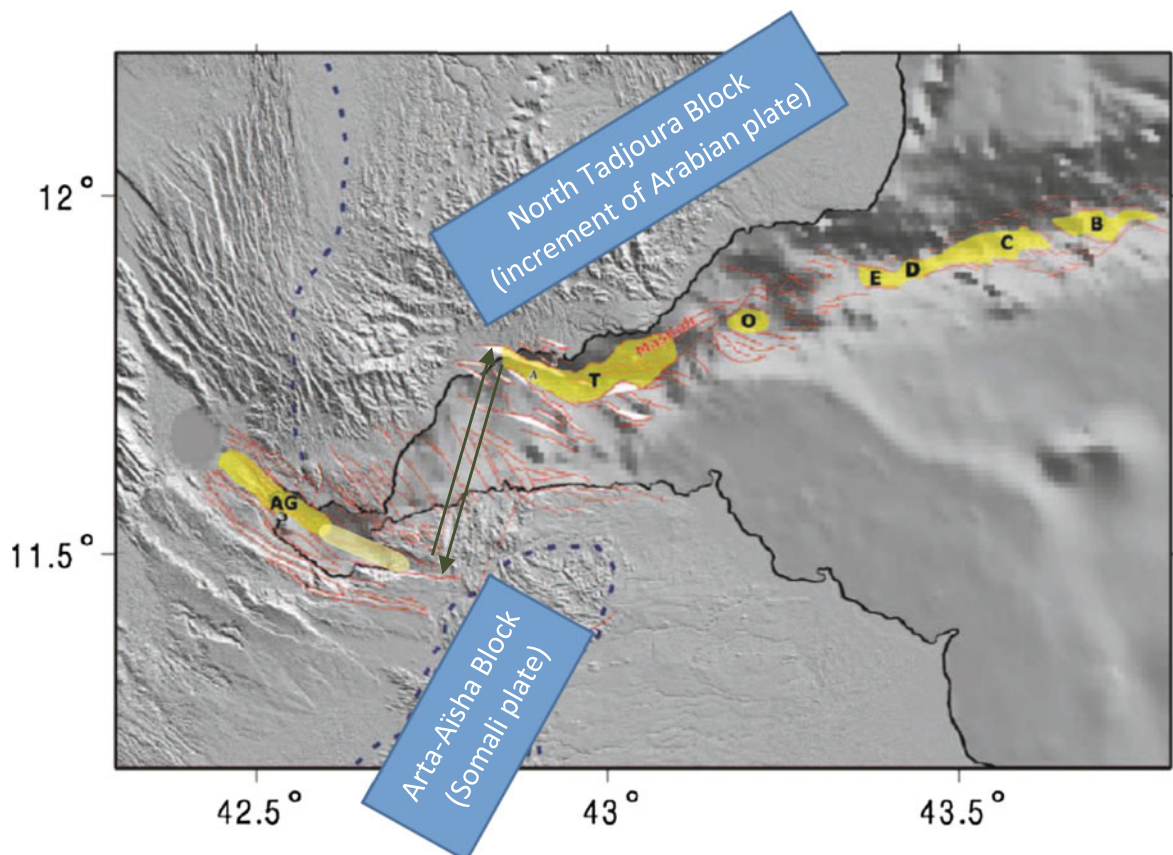 North Tadjoura Block
(increment of Arabian plate)
12°
B
C
D
E
O
Maskali
A
T
AG
11.5°
Arta-Aïsha Block
(Somali plate)
42.5°
43°
43.5°